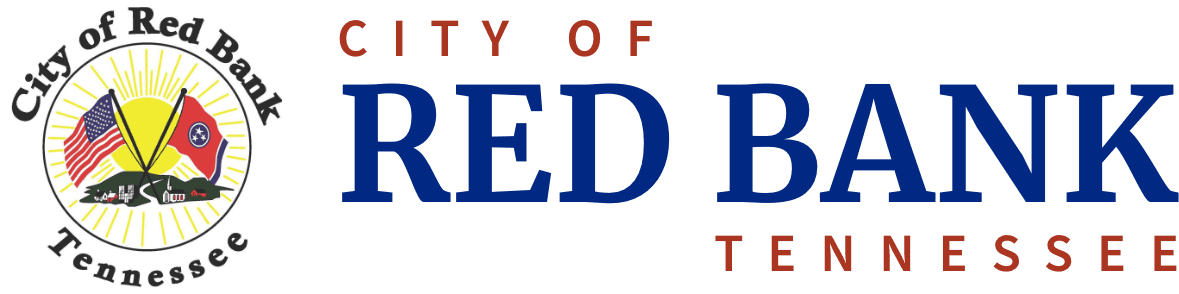 City of Red Bank
Tennessee
CITY OF
RED BANK
TENNESSEE